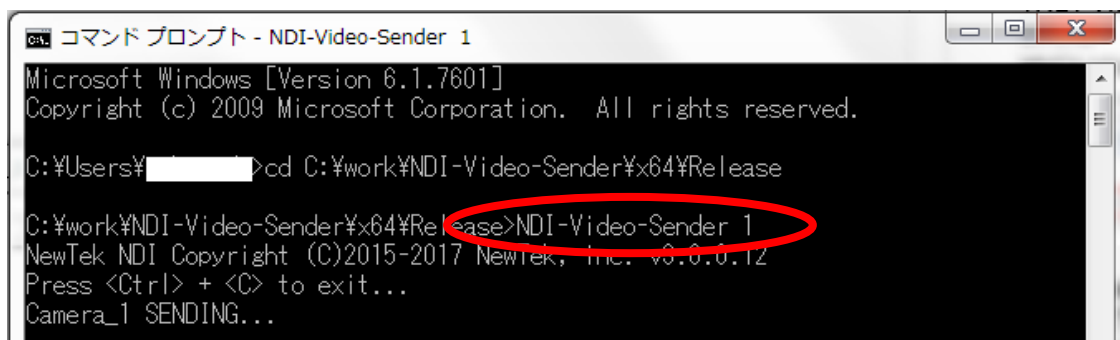 コマンド プロンプト - NDI-Video-Sender 1
Microsoft Windows [Version 6.1.7601]
Copyright (c) 2009 Microsoft Corporation. All rights reserved.
C:¥Users¥ >cd C:¥work¥NDI-Video-Sender¥x64¥Release
C:¥work¥NDI-Video-Sender¥x64¥Release>NDI-Video-Sender 1
NewTek NDI Copyright (C)2015-2017 NewTek, Inc. v3.0.0.12
Press <Ctrl> + <C> to exit...
Camera_1 SENDING...